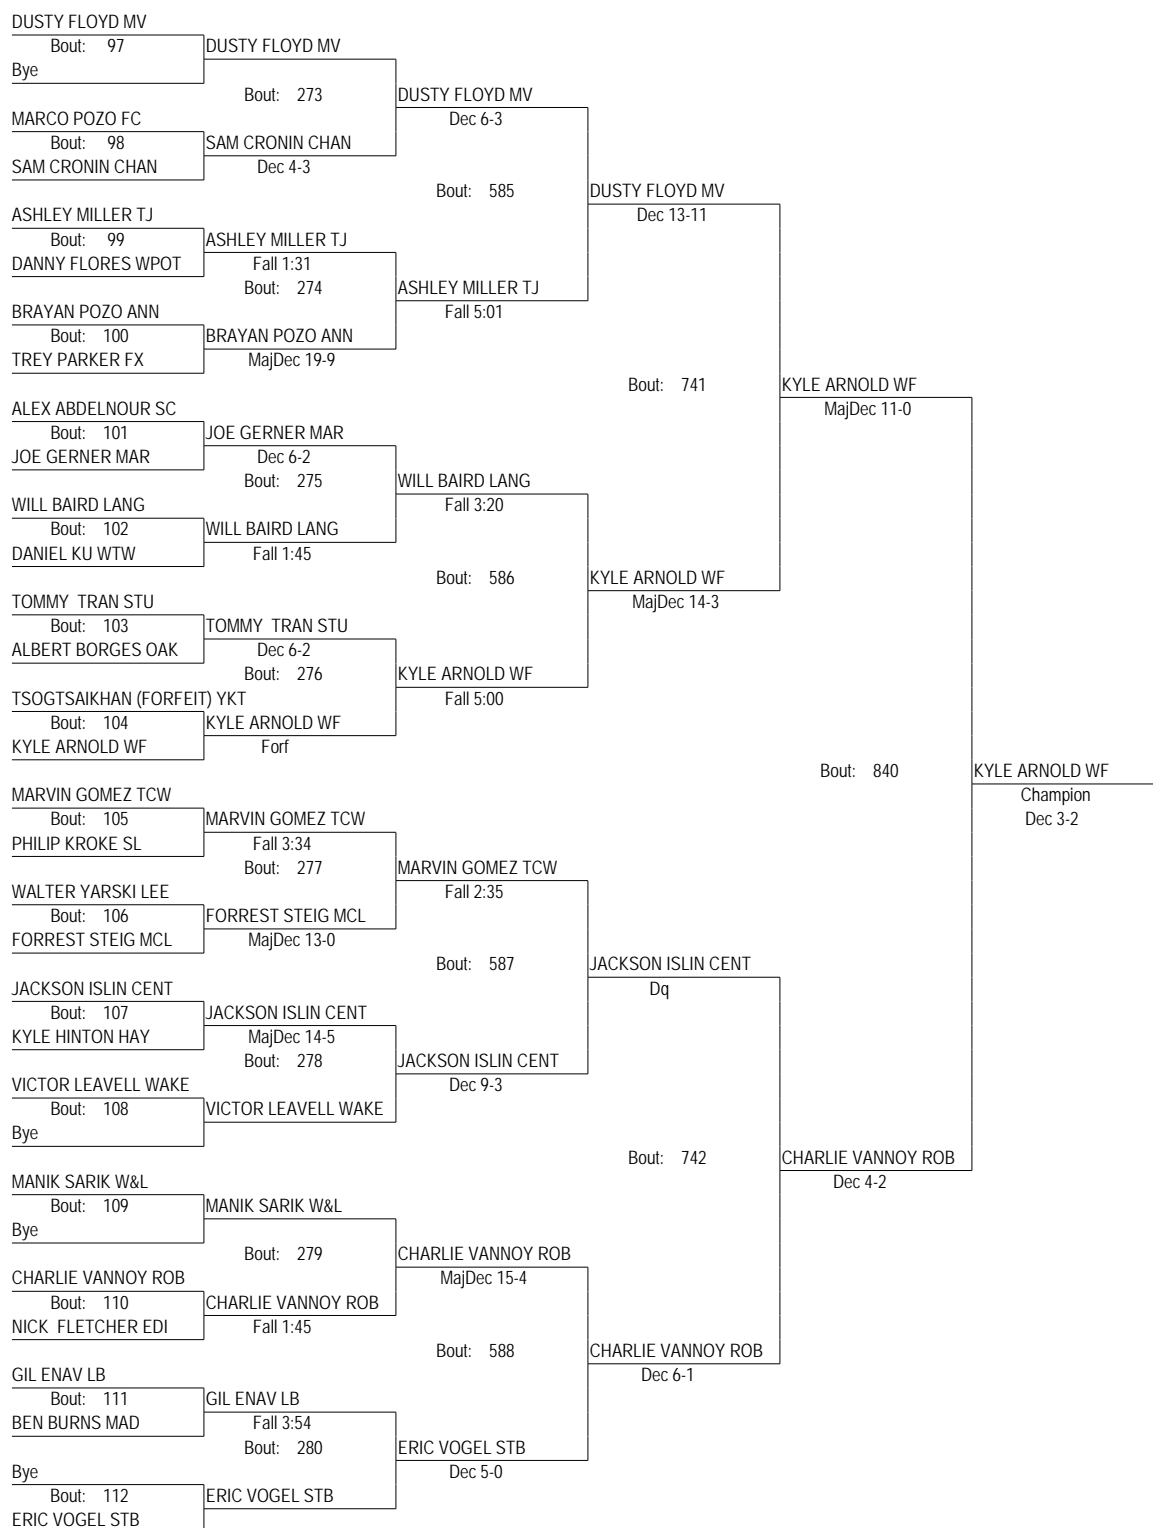 DUSTY FLOYD MV
Bout: 97
DUSTY FLOYD MV
Bye
Bout: 273
DUSTY FLOYD MV
MARCO POZO FC
Dec 6-3
Bout: 98
SAM CRONIN CHAN
SAM CRONIN CHAN
Dec 4-3
Bout: 585
DUSTY FLOYD MV
ASHLEY MILLER TJ
Dec 13-11
Bout: 99
ASHLEY MILLER TJ
DANNY FLORES WPOT
Fall 1:31
Bout: 274
ASHLEY MILLER TJ
BRAYAN POZO ANN
Fall 5:01
Bout: 100
BRAYAN POZO ANN
TREY PARKER FX
MajDec 19-9
Bout: 741
KYLE ARNOLD WF
ALEX ABDELNOUR SC
MajDec 11-0
Bout: 101
JOE GERNER MAR
JOE GERNER MAR
Dec 6-2
Bout: 275
WILL BAIRD LANG
WILL BAIRD LANG
Fall 3:20
Bout: 102
WILL BAIRD LANG
DANIEL KU WTW
Fall 1:45
Bout: 586
KYLE ARNOLD WF
TOMMY TRAN STU
MajDec 14-3
Bout: 103
TOMMY TRAN STU
ALBERT BORGES OAK
Dec 6-2
Bout: 276
KYLE ARNOLD WF
TSOGTSAIKHAN (FORFEIT) YKT
Fall 5:00
Bout: 104
KYLE ARNOLD WF
KYLE ARNOLD WF
Forf
Bout: 840
KYLE ARNOLD WF
MARVIN GOMEZ TCW
Champion
Bout: 105
MARVIN GOMEZ TCW
Dec 3-2
PHILIP KROKE SL
Fall 3:34
Bout: 277
MARVIN GOMEZ TCW
WALTER YARSKI LEE
Fall 2:35
Bout: 106
FORREST STEIG MCL
FORREST STEIG MCL
MajDec 13-0
Bout: 587
JACKSON ISLIN CENT
JACKSON ISLIN CENT
Dq
Bout: 107
JACKSON ISLIN CENT
KYLE HINTON HAY
MajDec 14-5
Bout: 278
JACKSON ISLIN CENT
VICTOR LEAVELL WAKE
Dec 9-3
Bout: 108
VICTOR LEAVELL WAKE
Bye
Bout: 742
CHARLIE VANNOY ROB
MANIK SARIK W&L
Dec 4-2
Bout: 109
MANIK SARIK W&L
Bye
Bout: 279
CHARLIE VANNOY ROB
CHARLIE VANNOY ROB
MajDec 15-4
Bout: 110
CHARLIE VANNOY ROB
NICK FLETCHER EDI
Fall 1:45
Bout: 588
CHARLIE VANNOY ROB
GIL ENAV LB
Dec 6-1
Bout: 111
GIL ENAV LB
BEN BURNS MAD
Fall 3:54
Bout: 280
ERIC VOGEL STB
Bye
Dec 5-0
Bout: 112
ERIC VOGEL STB
ERIC VOGEL STB